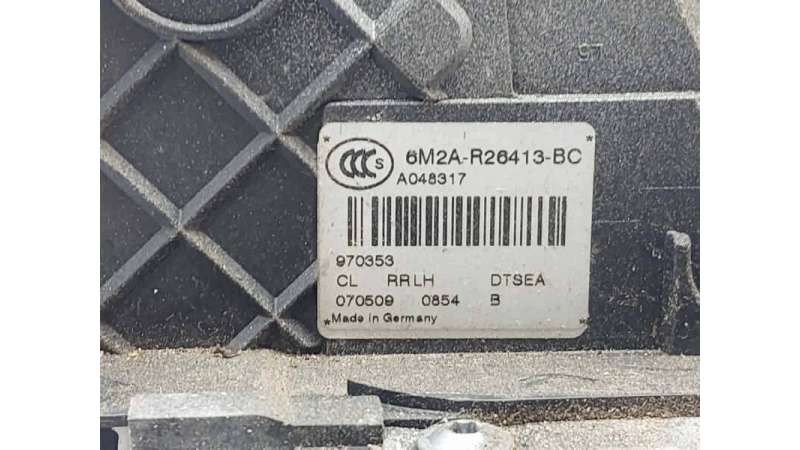 97
CCC S 6M2A-R26413-BC
A048317
970353
CL RRLH DTSEA
070509 0854 B
*Made in Germany